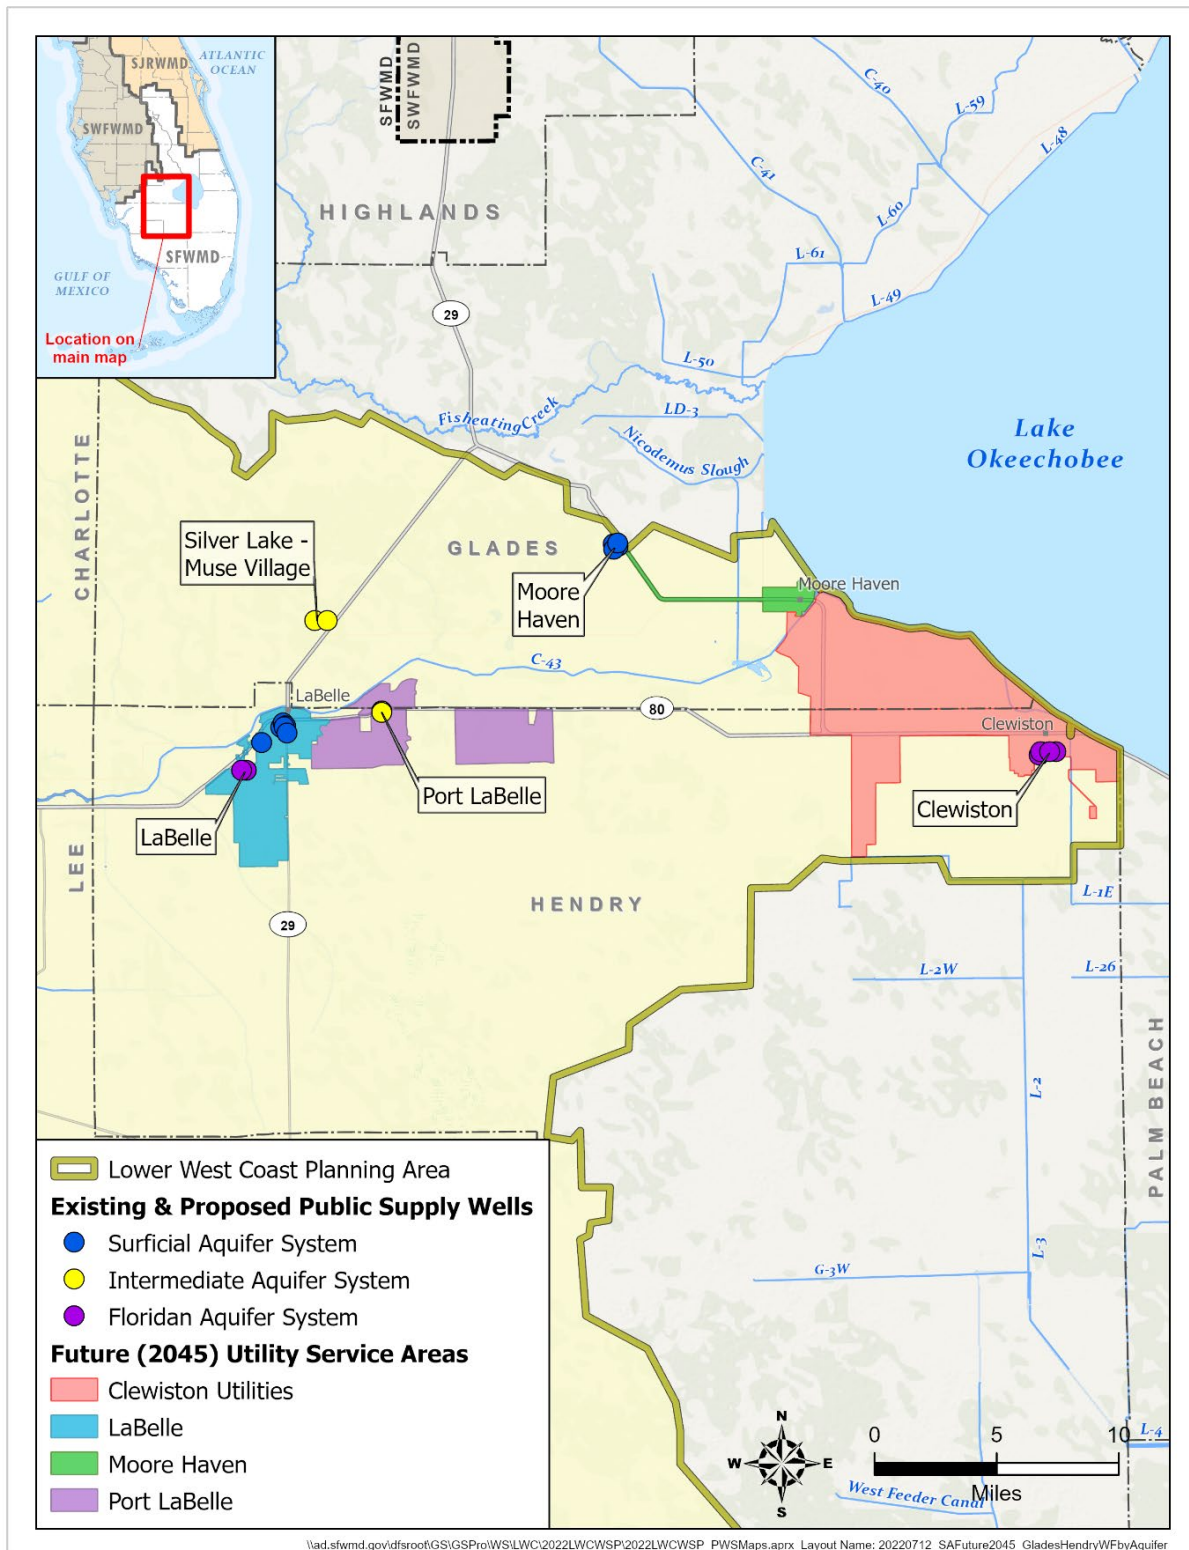 ATLANTIC
OCEAN
SJRWMD
SWFWMD
SFWMD
GULF OF
MEXICO
Location on
main map
SFWMD
SWFWMD
C-40
L-59
L-48
C-41
L-60
HIGHLANDS
L-61
L-49
29
L-50
FisheatingCreek
LD-3
Nicodemus Slough
Lake
Okeechobee
CHARLOTTE
Silver Lake -
Muse Village
GLADES
Moore
Haven
Moore Haven
C-43
LaBelle
80
Clewiston
Port LaBelle
Clewiston
LaBelle
LEE
HENDRY
29
L-1E
L-2W
L-26
L-2
PALM BEACH
L-3
G-3W
L-4
West Feeder Canal
Lower West Coast Planning Area
Existing & Proposed Public Supply Wells
Surficial Aquifer System
Intermediate Aquifer System
Floridan Aquifer System
Future (2045) Utility Service Areas
Clewiston Utilities
LaBelle
Moore Haven
Port LaBelle
N
W
E
S
0 5 10
Miles
\\ad.sfwmd.gov\dfsroot\GS\GSPro\WS\LWC\2022LWCWSP\2022LWCWSP_PWSMaps.aprx Layout Name: 20220712_SAFuture2045_GladesHendryWFbyAquifer